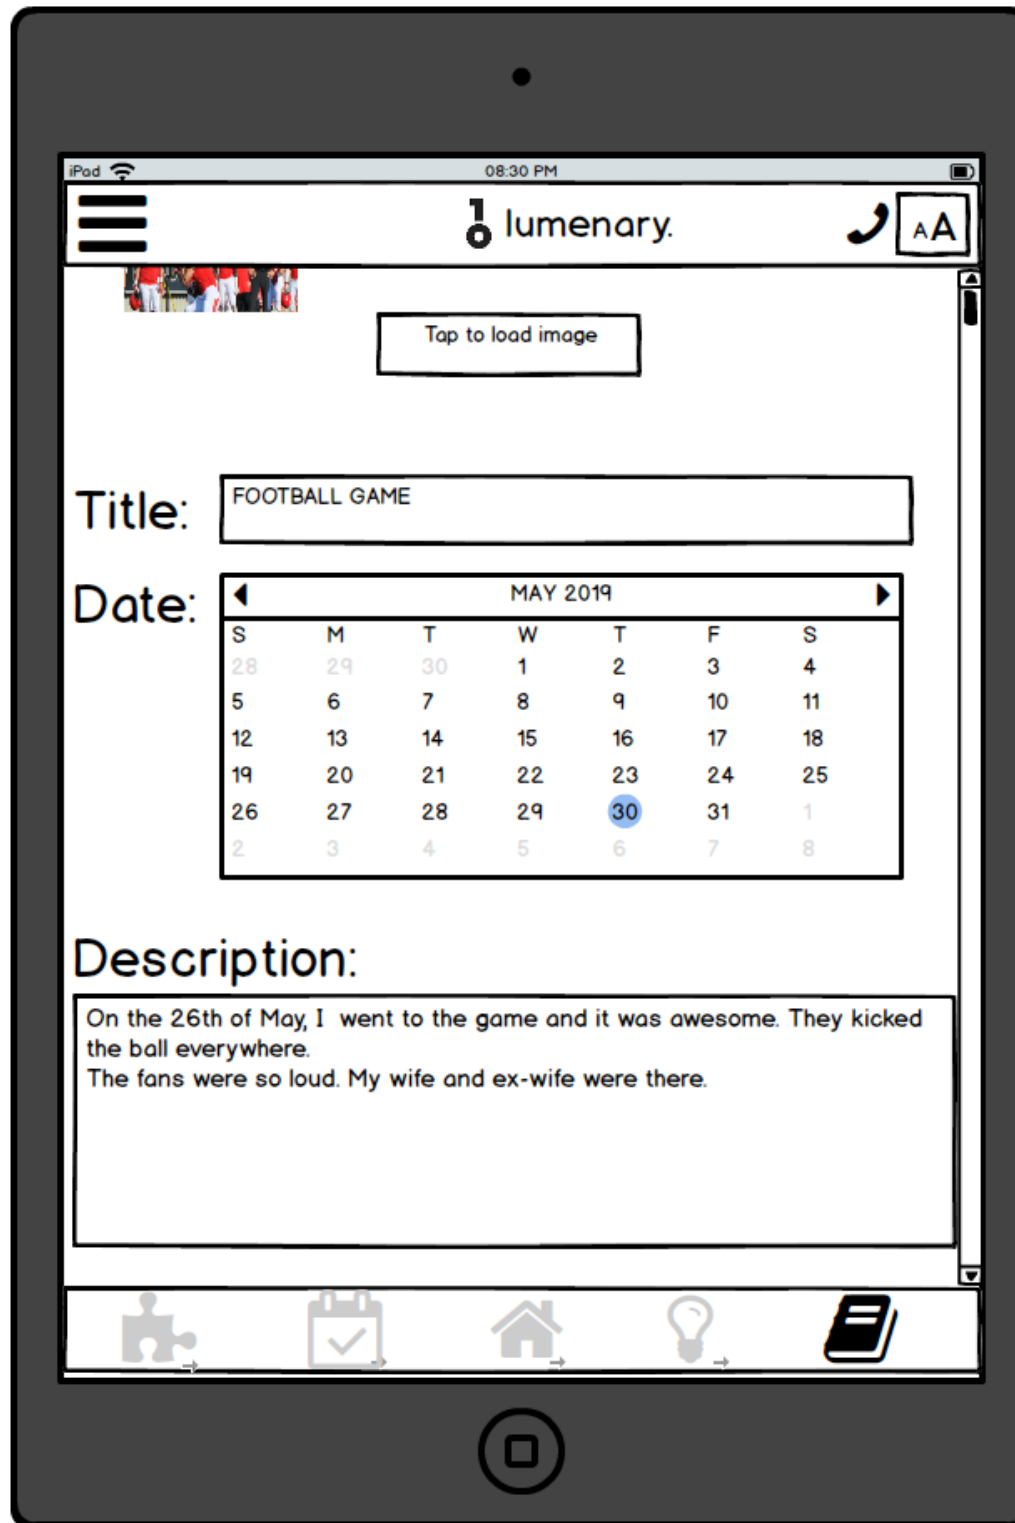 iPad 08:30 PM
lumenary.
AA
Tap to load image
Title: FOOTBALL GAME
Date:
MAY 2019
S M T W T F S
28 29 30 1 2 3 4
5 6 7 8 9 10 11
12 13 14 15 16 17 18
19 20 21 22 23 24 25
26 27 28 29 30 31 1
2 3 4 5 6 7 8
Description:
On the 26th of May, I went to the game and it was awesome. They kicked
the ball everywhere.
The fans were so loud. My wife and ex-wife were there.